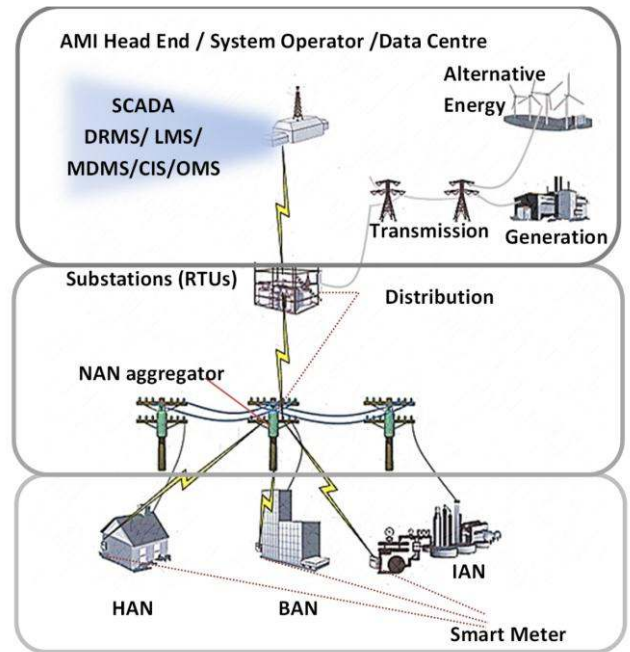 AMI Head End / System Operator /Data Centre
Alternative
Energy
SCADA
DRMS/ LMS/
MDMS/CIS/OMS
Transmission
Generation
Substations (RTUs)
Distribution
NAN aggregator
HAN
BAN
IAN
Smart Meter